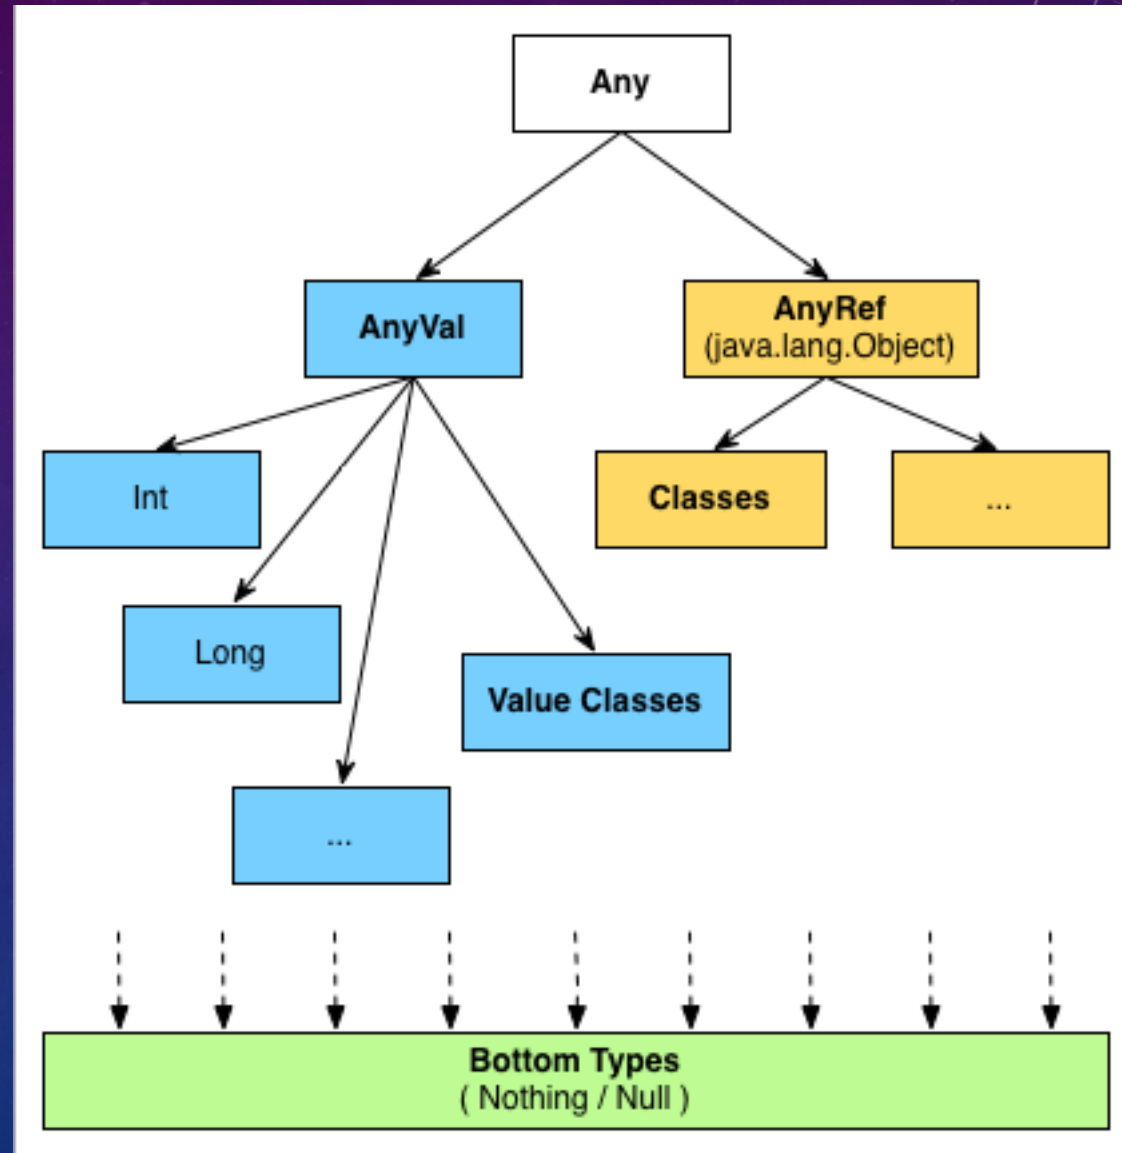 Any
AnyVal
AnyRef
(java.lang.Object)
Int
Classes
...
Long
Value Classes
...
Bottom Types
( Nothing / Null )